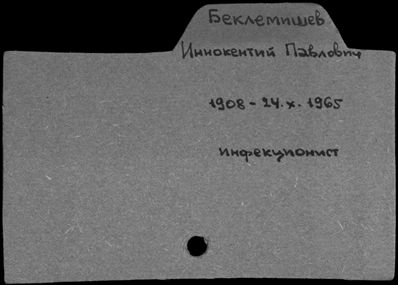 Беклемишев
Иннокентий Павлович
1908 - 24.x.1965
инфекционист